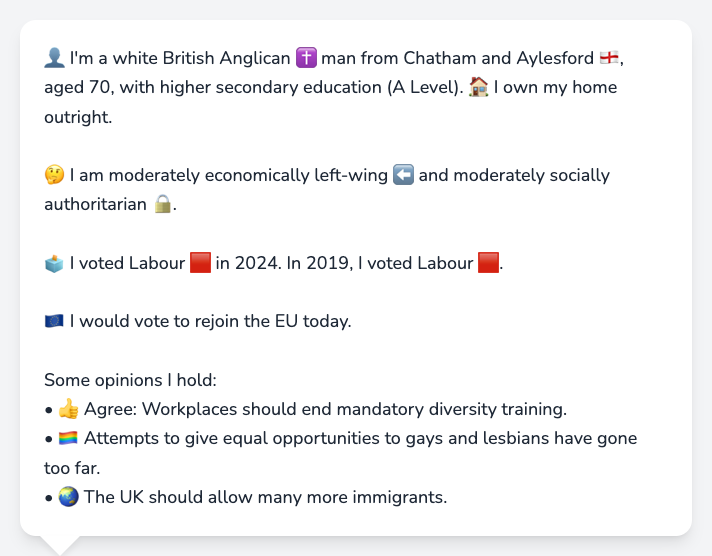 👤 I'm a white British Anglican ✝️ man from Chatham and Aylesford 🏴󠁧󠁢󠁥󠁮󠁧󠁿,
aged 70, with higher secondary education (A Level). 🏠 I own my home
outright.
🤔 I am moderately economically left-wing ⬅️ and moderately socially
authoritarian 🔒.
🗳️ I voted Labour 🟥 in 2024. In 2019, I voted Labour 🟥.
🇪🇺 I would vote to rejoin the EU today.
Some opinions I hold:
• 👍 Agree: Workplaces should end mandatory diversity training.
• 🏳️‍🌈 Attempts to give equal opportunities to gays and lesbians have gone
too far.
• 🌏 The UK should allow many more immigrants.